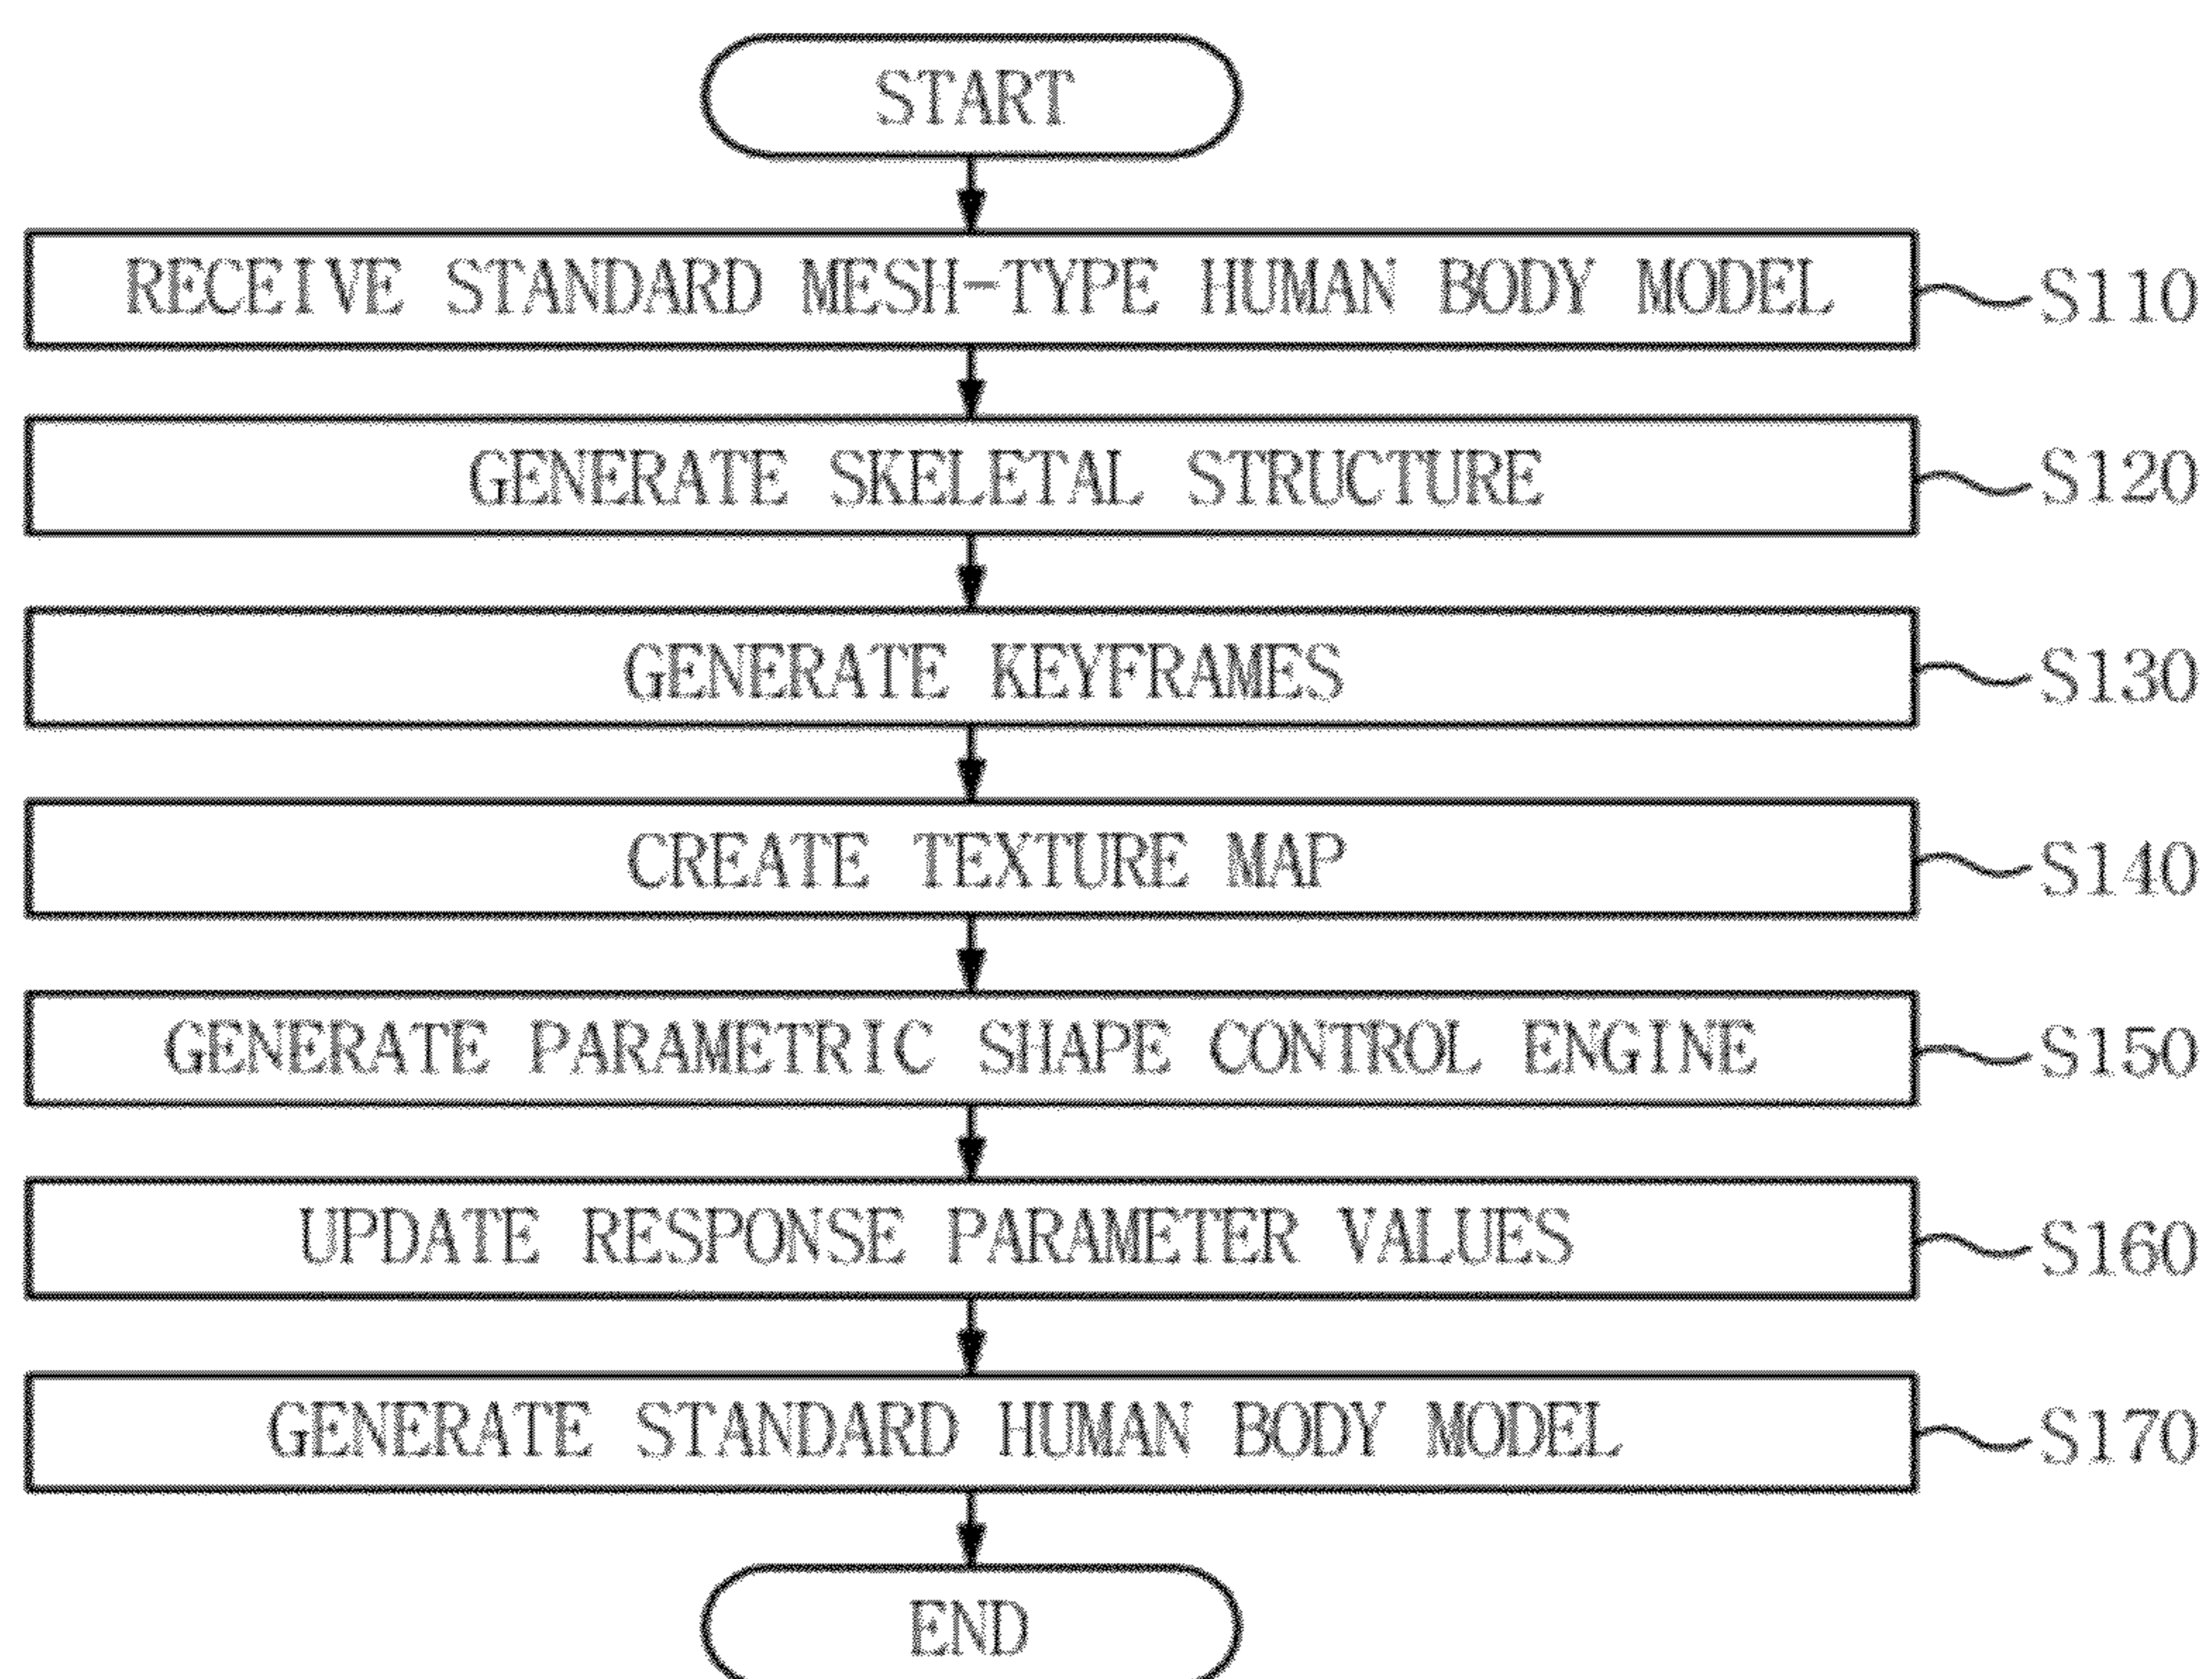 START
RECEIVE STANDARD MESH-TYPE HUMAN BODY MODEL S110
GENERATE SKELETAL STRUCTURE S120
GENERATE KEYFRAMES S130
CREATE TEXTURE MAP S140
GENERATE PARAMETRIC SHAPE CONTROL ENGINE S150
UPDATE RESPONSE PARAMETER VALUES S160
GENERATE STANDARD HUMAN BODY MODEL S170
END